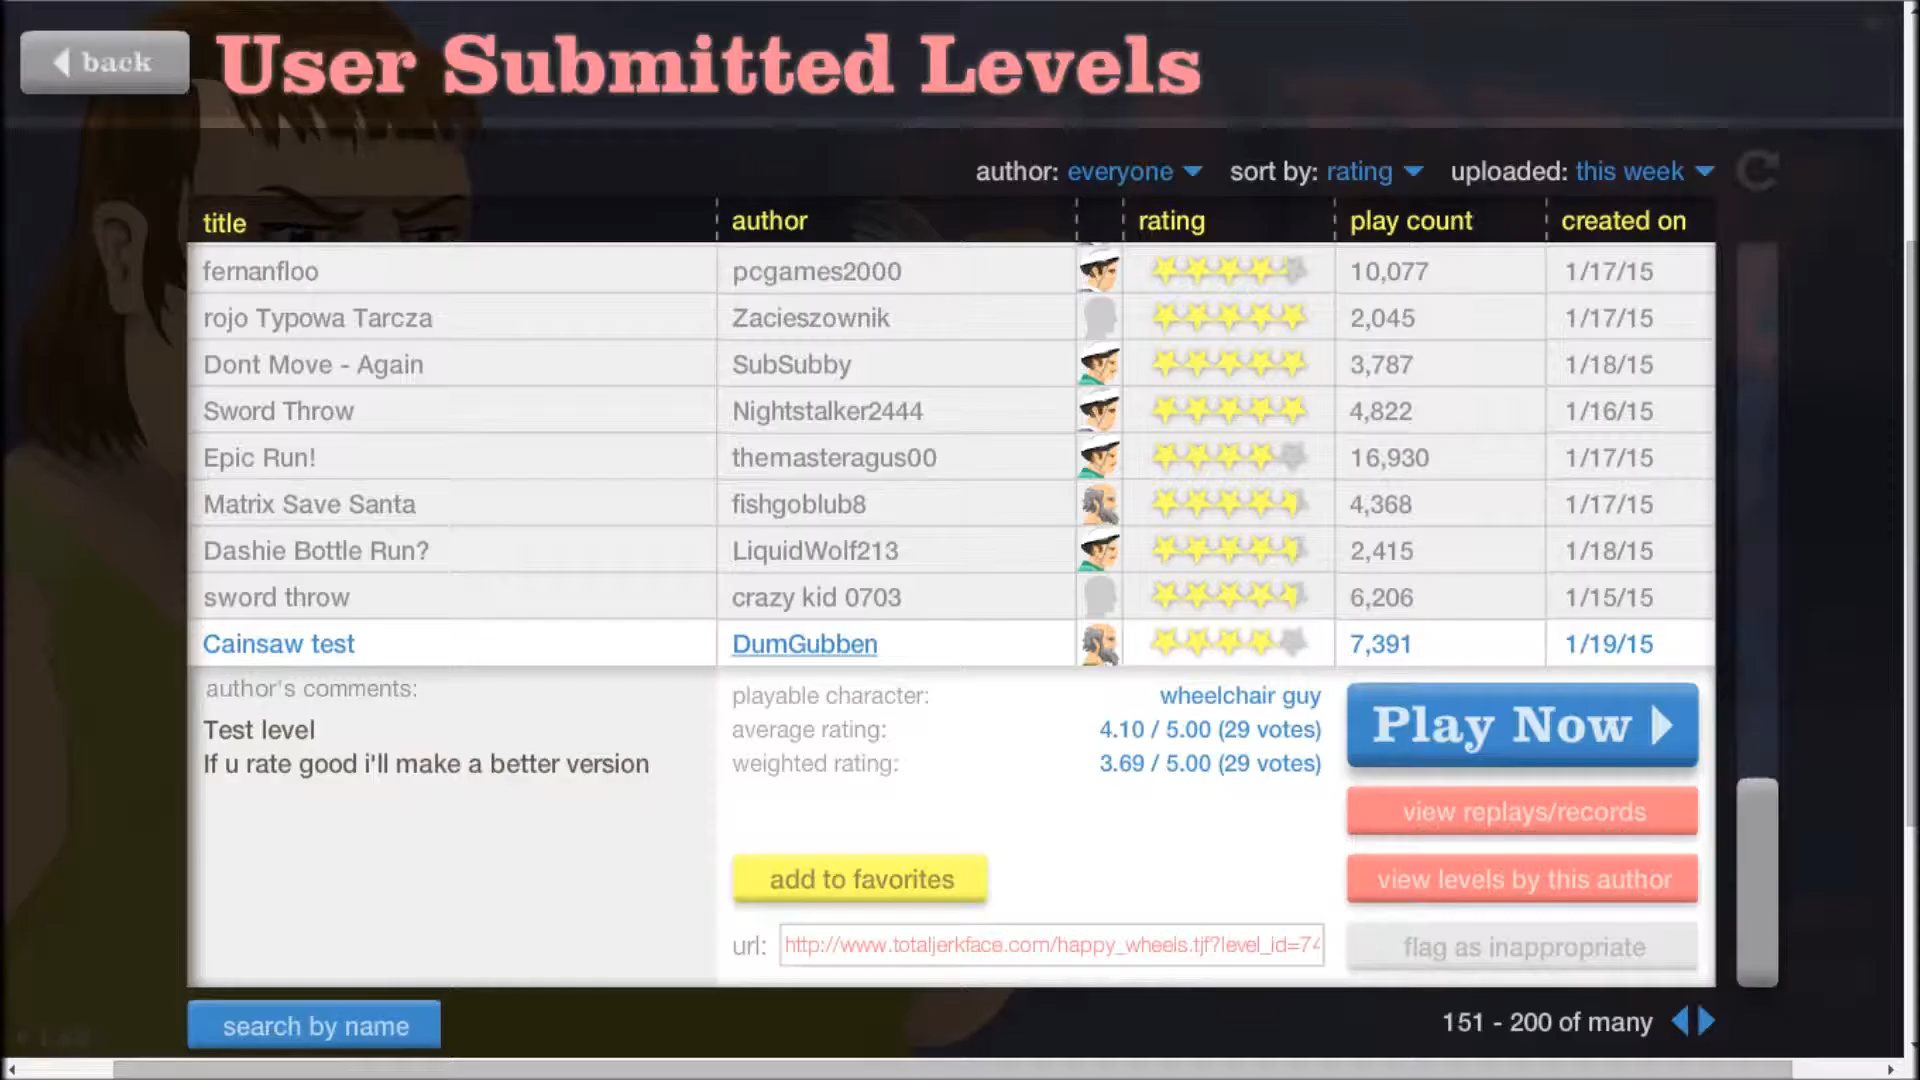 back
User Submitted Levels
author: everyone sort by: rating uploaded: this week
title author rating play count created on
fernanfloo pcgames2000 10,077 1/17/15
rojo Typowa Tarcza Zacieszownik 2,045 1/17/15
Dont Move - Again SubSubby 3,787 1/18/15
Sword Throw Nightstalker2444 4,822 1/16/15
Epic Run! themasteragus00 16,930 1/17/15
Matrix Save Santa fishgoblub8 4,368 1/17/15
Dashie Bottle Run? LiquidWolf213 2,415 1/18/15
sword throw crazy kid 0703 6,206 1/15/15
Cainsaw test DumGubben 7,391 1/19/15
author's comments:
Test level
If u rate good i'll make a better version
playable character: wheelchair guy
average rating: 4.10 / 5.00 (29 votes)
weighted rating: 3.69 / 5.00 (29 votes)
Play Now
view replays/records
add to favorites
view levels by this author
url: http://www.totaljerkface.com/happy_wheels.tjf?level_id=74
flag as inappropriate
search by name
151 - 200 of many